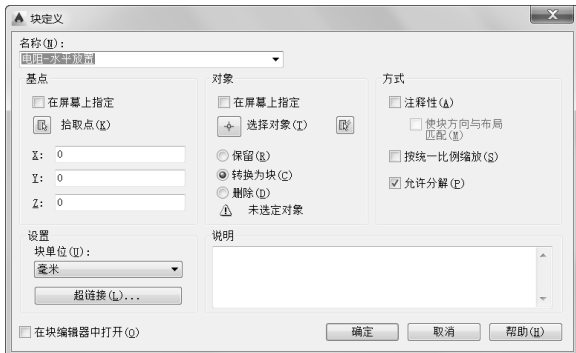 块定义
名称(N):
电阻-水平放置
基点
在屏幕上指定
拾取点(K)
X: 0
Y: 0
Z: 0
对象
在屏幕上指定
选择对象(T)
保留(R)
转换为块(C)
删除(D)
未选定对象
方式
注释性(A)
使块方向与布局
匹配(M)
按统一比例缩放(S)
允许分解(P)
设置
块单位(U):
毫米
超链接(L)...
说明
在块编辑器中打开(O)
确定 取消 帮助(H)